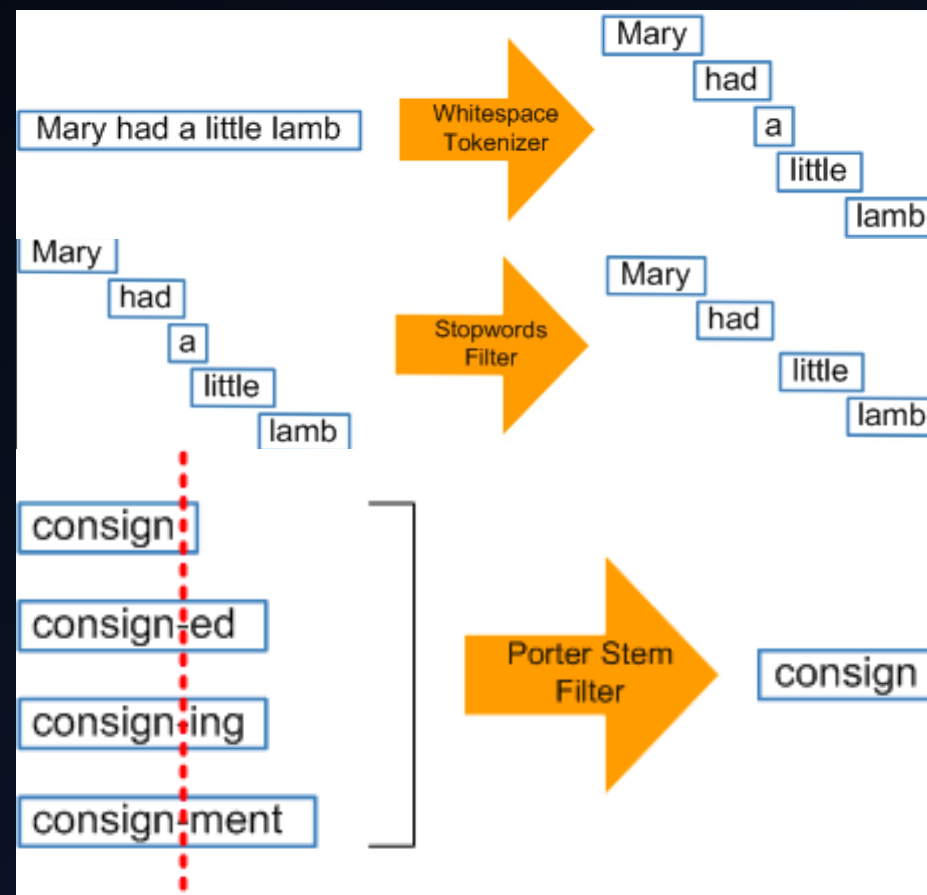 Mary had a little lamb
Whitespace
Tokenizer
Mary
had
a
little
lamb
Mary
had
a
little
lamb
Stopwords
Filter
Mary
had
little
lamb
consign
consign-ed
consign-ing
consign-ment
Porter Stem
Filter
consign